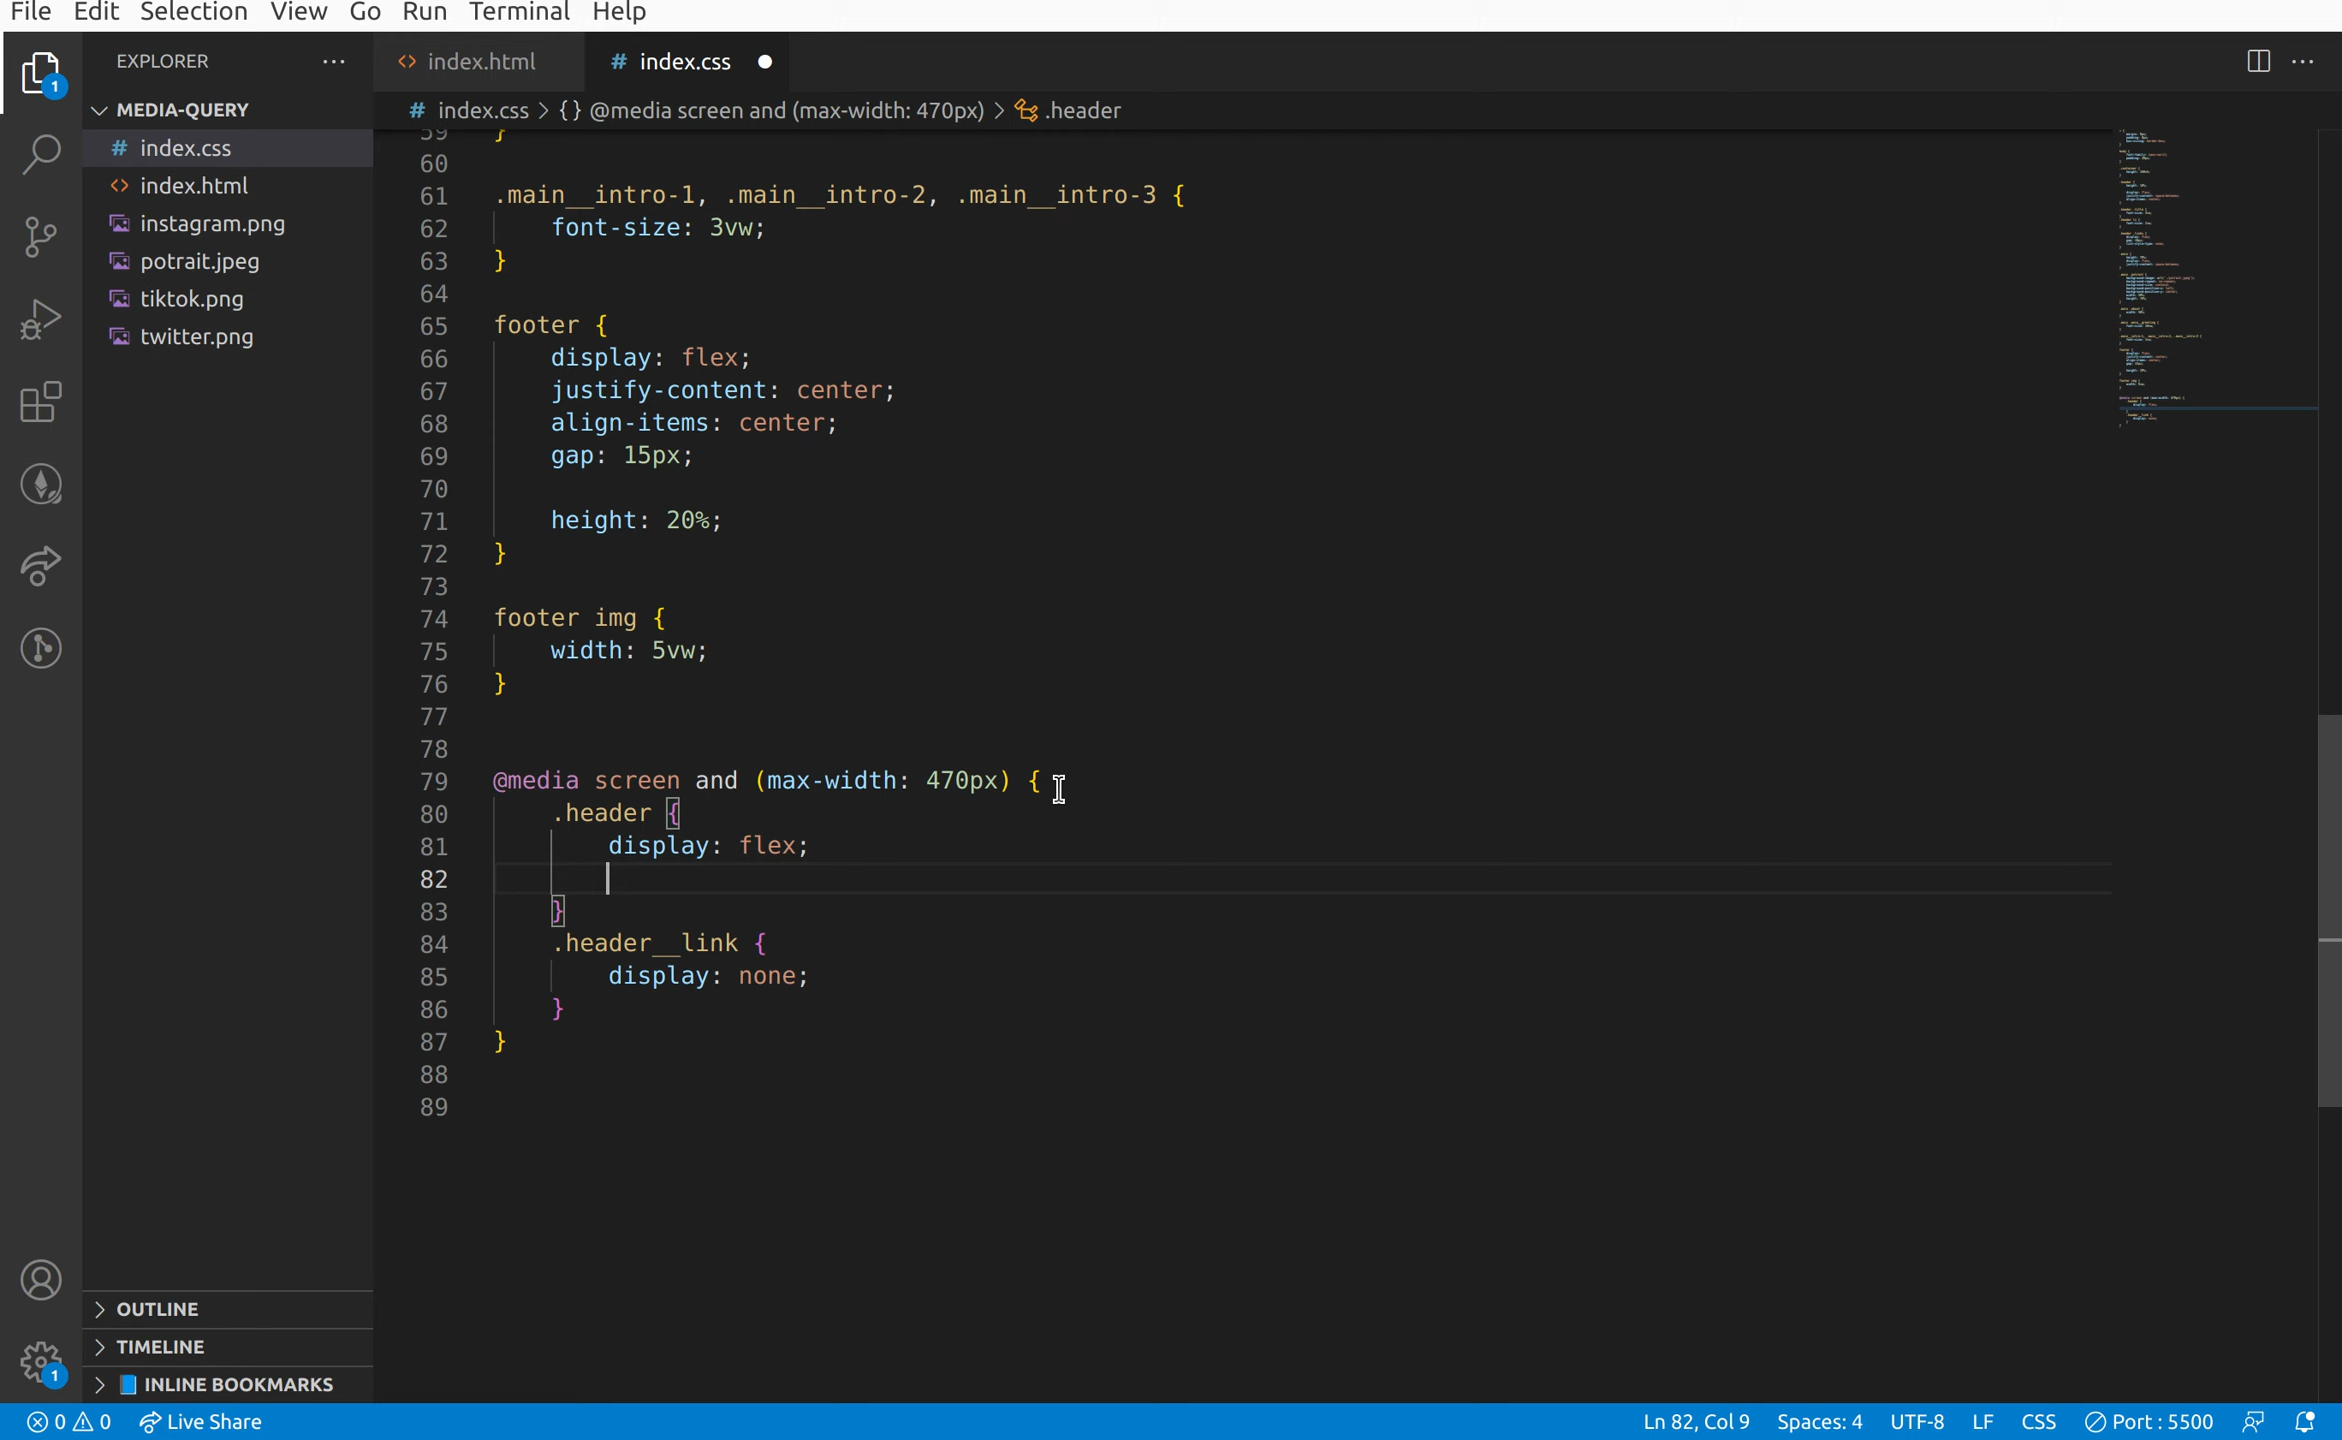 File Edit Selection View Go Run Terminal Help
EXPLORER ...
MEDIA-QUERY
# index.css
<> index.html
instagram.png
potrait.jpeg
tiktok.png
twitter.png
OUTLINE
TIMELINE
INLINE BOOKMARKS
<> index.html # index.css ●
# index.css > {} @media screen and (max-width: 470px) > .header
59 }
60
61 .main__intro-1, .main__intro-2, .main__intro-3 {
62 font-size: 3vw;
63 }
64
65 footer {
66 display: flex;
67 justify-content: center;
68 align-items: center;
69 gap: 15px;
70
71 height: 20%;
72 }
73
74 footer img {
75 width: 5vw;
76 }
77
78
79 @media screen and (max-width: 470px) {
80 .header {
81 display: flex;
82
83 }
84 .header__link {
85 display: none;
86 }
87 }
88
89
1
1
0 0 Live Share Ln 82, Col 9 Spaces: 4 UTF-8 LF CSS Port : 5500